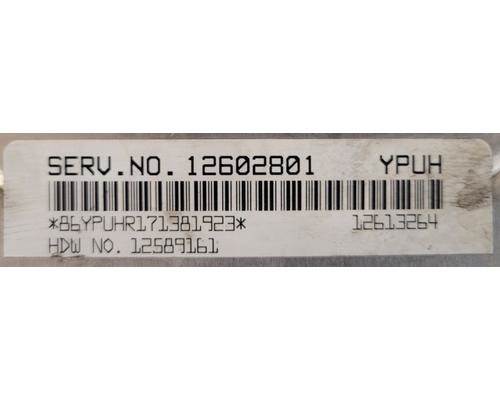 SERV.NO. 12602801 YPUH
*86YPUHR171381923* 12613264
HDW NO. 12589161